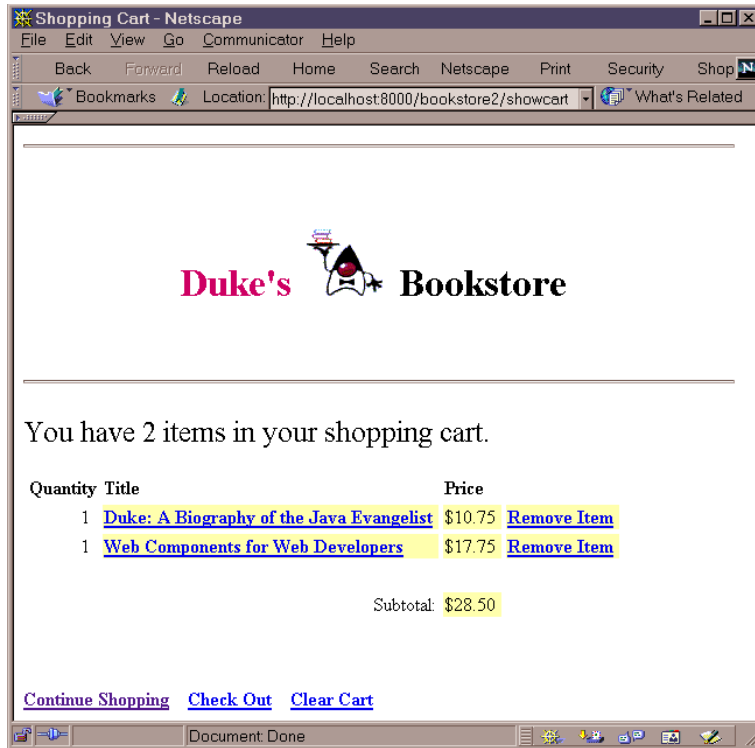 Shopping Cart - Netscape
File Edit View Go Communicator Help
Back Forward Reload Home Search Netscape Print Security Shop N
Bookmarks Location: http://localhost:8000/bookstore2/showcart What's Related
Duke's Bookstore
You have 2 items in your shopping cart.
Quantity Title Price
1 Duke: A Biography of the Java Evangelist $10.75 Remove Item
1 Web Components for Web Developers $17.75 Remove Item
Subtotal: $28.50
Continue Shopping Check Out Clear Cart
Document: Done